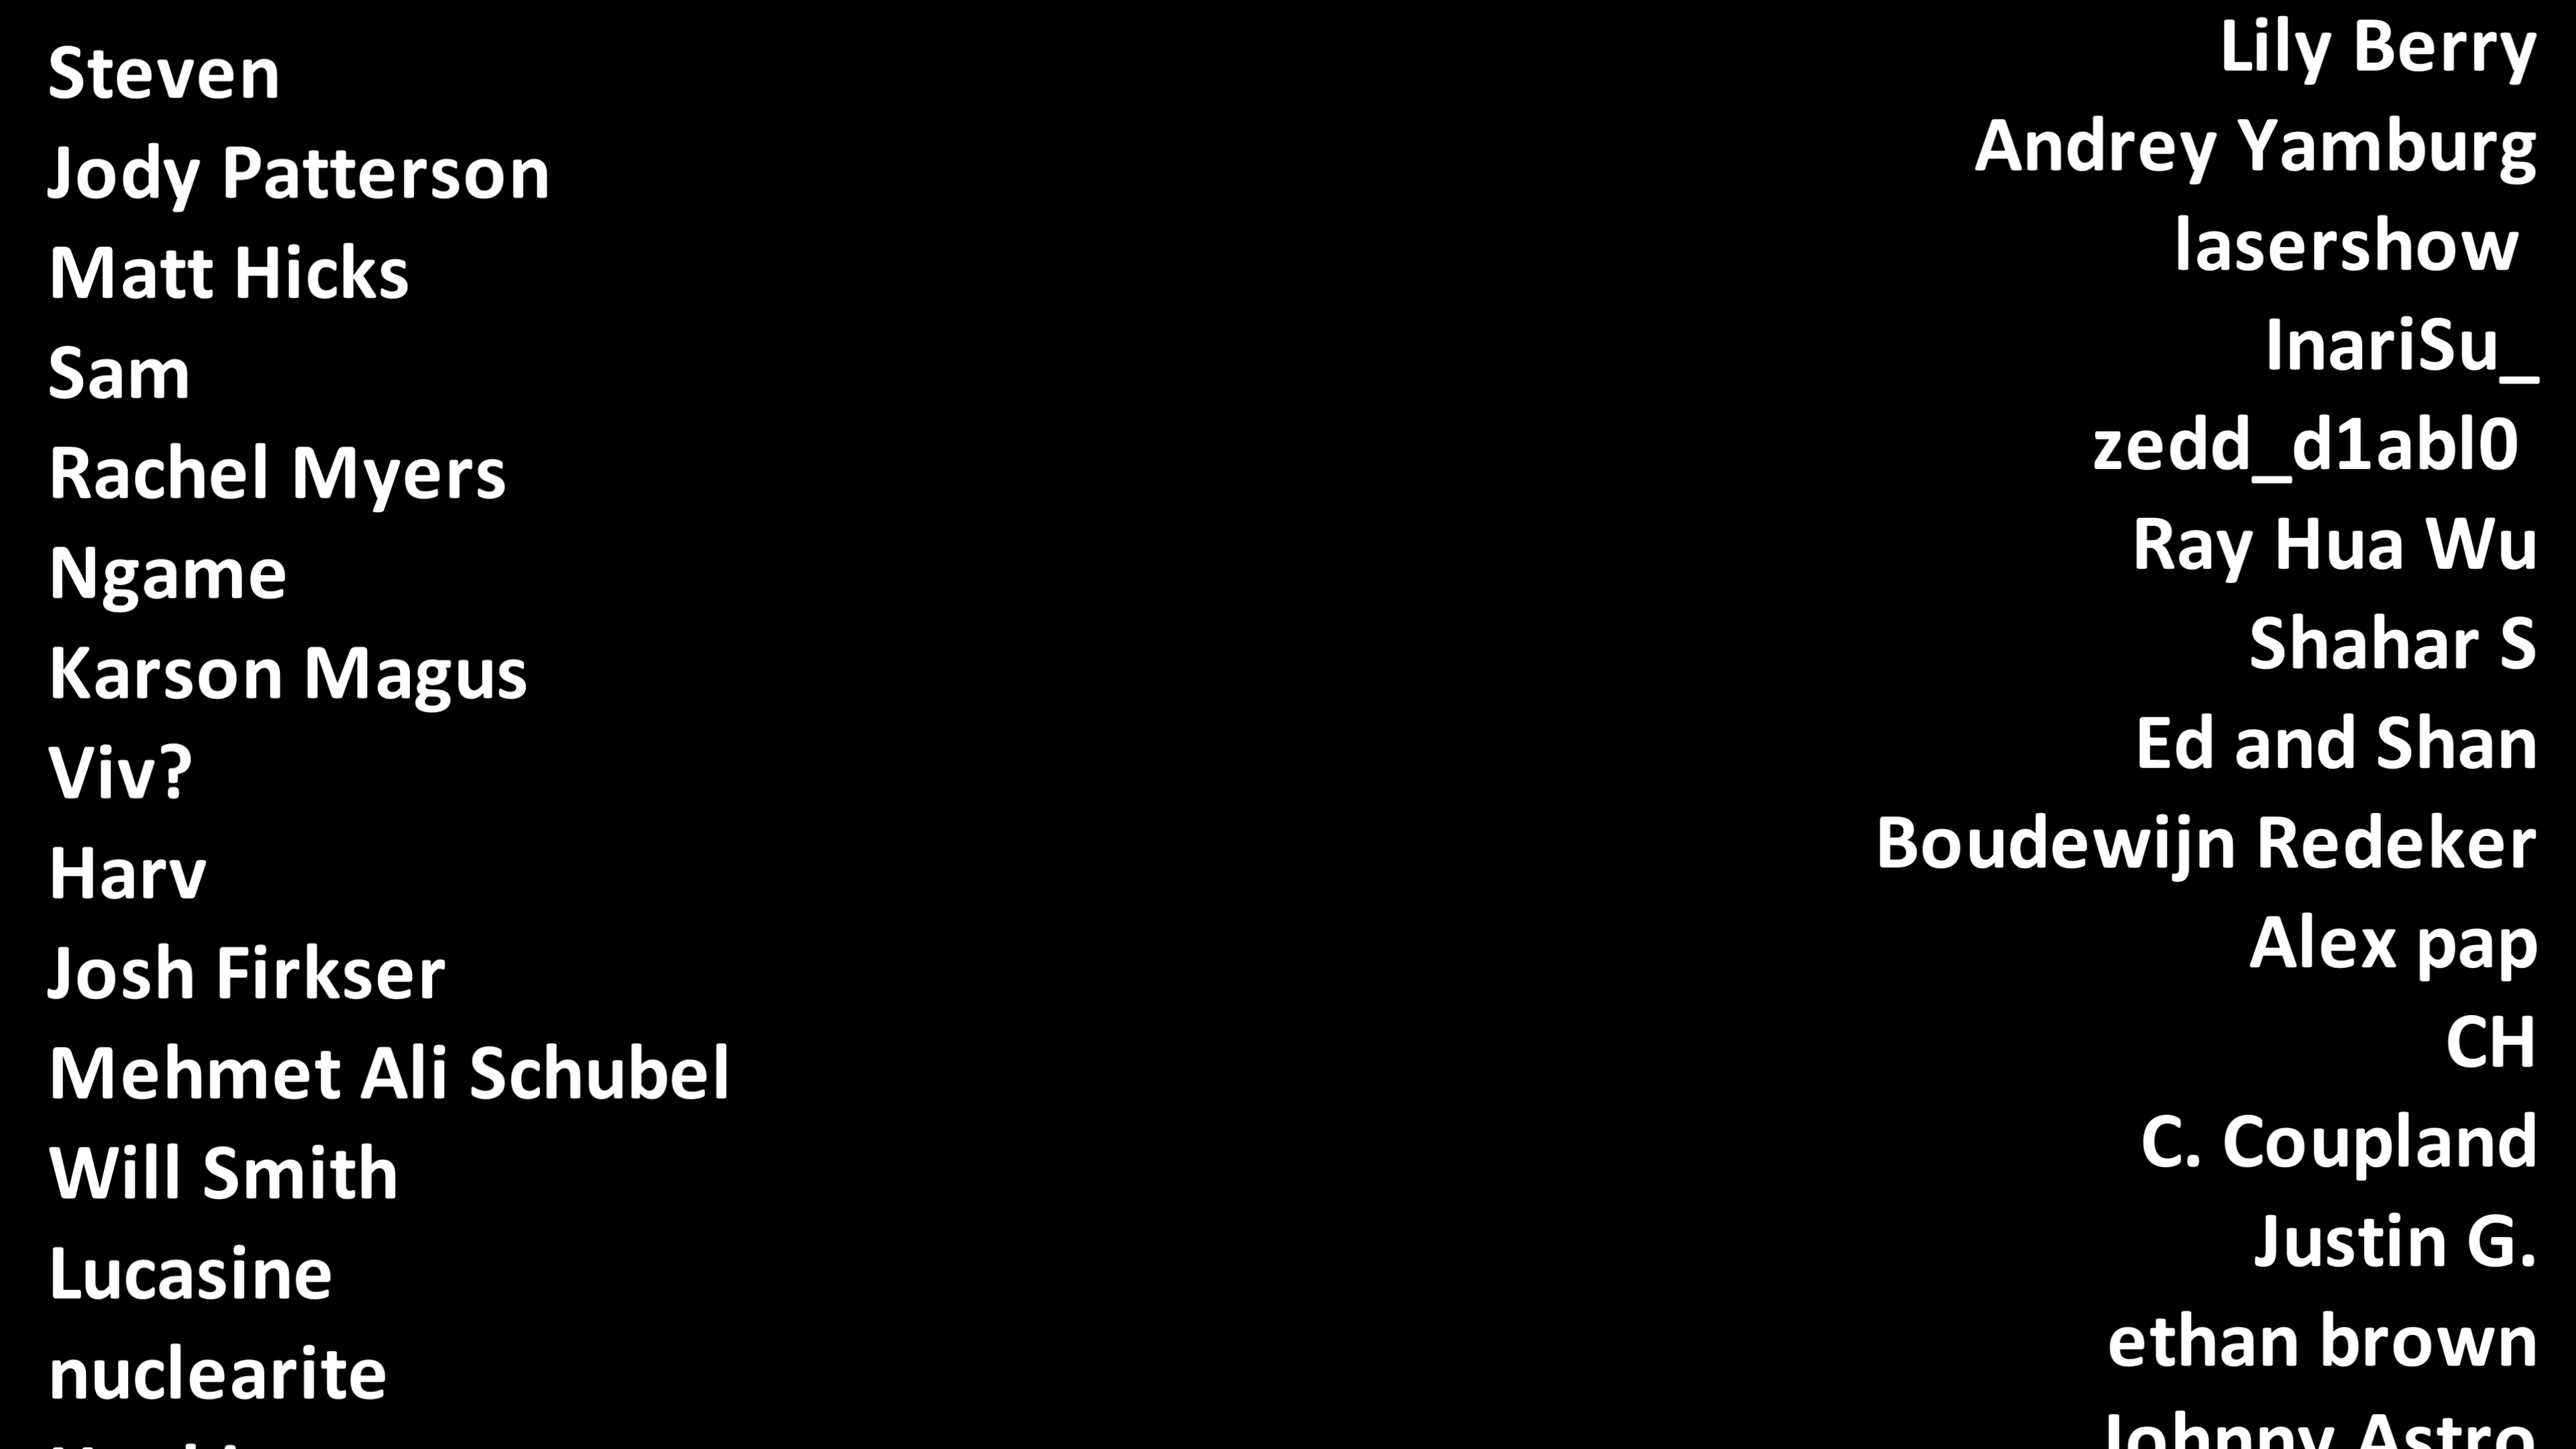 Steven
Jody Patterson
Matt Hicks
Sam
Rachel Myers
Ngame
Karson Magus
Viv?
Harv
Josh Firkser
Mehmet Ali Schubel
Will Smith
Lucasine
nuclearite
Lily Berry
Andrey Yamburg
lasershow
InariSu_
zedd_d1abl0
Ray Hua Wu
Shahar S
Ed and Shan
Boudewijn Redeker
Alex pap
CH
C. Coupland
Justin G.
ethan brown
Johnny Astro